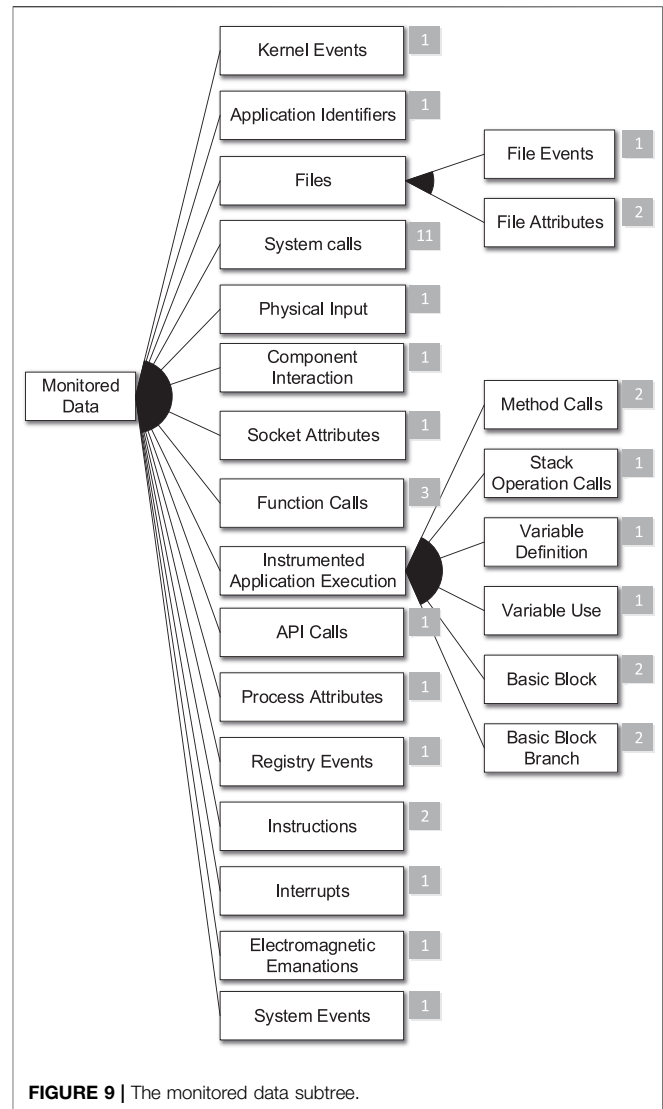 Kernel Events
1
Application Identifiers
1
Files
File Events
1
File Attributes
2
System calls
11
Physical Input
1
Component
Interaction
1
Monitored
Data
Socket Attributes
1
Function Calls
3
Instrumented
Application Execution
Method Calls
2
Stack
Operation Calls
1
Variable
Definition
1
Variable Use
1
Basic Block
2
Basic Block
Branch
2
API Calls
1
Process Attributes
1
Registry Events
1
Instructions
2
Interrupts
1
Electromagnetic
Emanations
1
System Events
1
FIGURE 9 | The monitored data subtree.